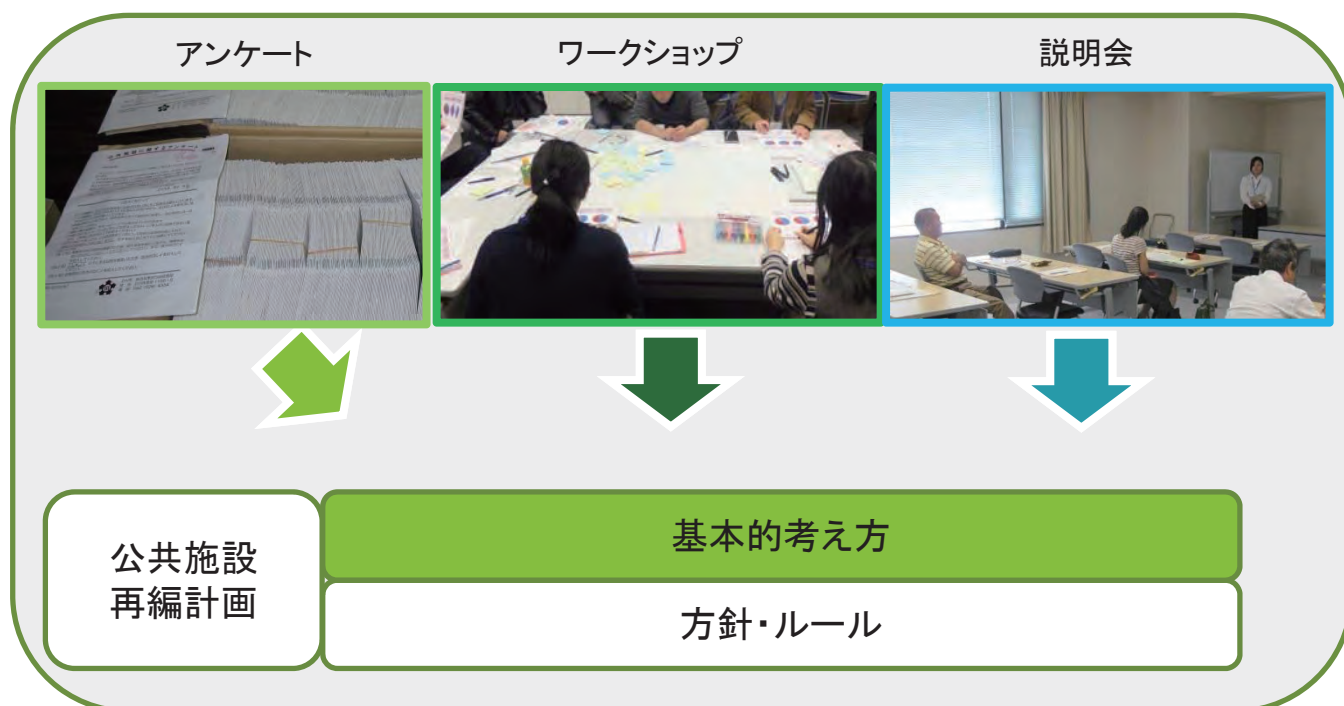 アンケート
ワークショップ
説明会
公共施設
再編計画
基本的考え方
方針・ルール